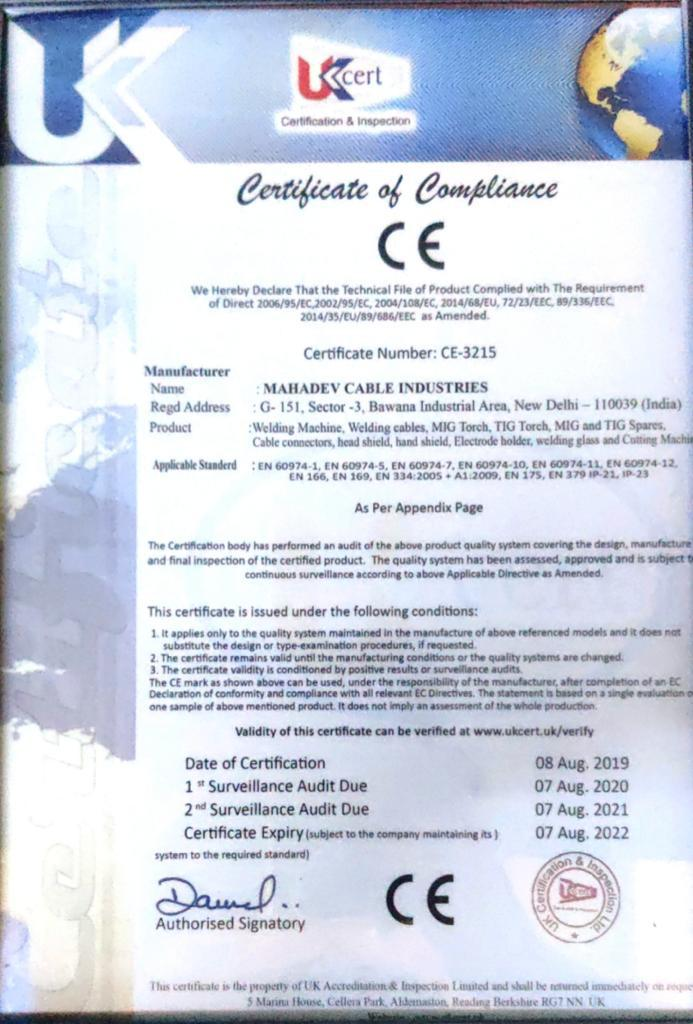 UK
UKcert
Certification & Inspection
Certificate of Compliance
CE
We Hereby Declare That the Technical File of Product Complied with The Requirement
of Direct 2006/95/EC,2002/95/EC, 2004/108/EC, 2014/68/EU, 72/23/EEC, 89/336/EEC,
2014/35/EU/89/686/EEC as Amended.
Certificate Number: CE-3215
Manufacturer
Name : MAHADEV CABLE INDUSTRIES
Regd Address : G- 151, Sector -3, Bawana Industrial Area, New Delhi – 110039 (India)
Product :Welding Machine, Welding cables, MIG Torch, TIG Torch, MIG and TIG Spares,
Cable connectors, head shield, hand shield, Electrode holder, welding glass and Cutting Machi
Applicable Standerd : EN 60974-1, EN 60974-5, EN 60974-7, EN 60974-10, EN 60974-11, EN 60974-12,
EN 166, EN 169, EN 334:2005 + A1:2009, EN 175, EN 379 IP-21, IP-23
As Per Appendix Page
The Certification body has performed an audit of the above product quality system covering the design, manufacture
and final inspection of the certified product. The quality system has been assessed, approved and is subject t
continuous surveillance according to above Applicable Directive as Amended.
This certificate is issued under the following conditions:
1. It applies only to the quality system maintained in the manufacture of above referenced models and it does not
substitute the design or type-examination procedures, if requested.
2. The certificate remains valid until the manufacturing conditions or the quality systems are changed.
3. The certificate validity is conditioned by positive results or surveillance audits.
The CE mark as shown above can be used, under the responsibility of the manufacturer, after completion of an EC
Declaration of conformity and compliance with all relevant EC Directives. The statement is based on a single evaluation o
one sample of above mentioned product. It does not imply an assessment of the whole production.
Validity of this certificate can be verified at www.ukcert.uk/verify
Date of Certification 08 Aug. 2019
1 st Surveillance Audit Due 07 Aug. 2020
2 nd Surveillance Audit Due 07 Aug. 2021
Certificate Expiry (subject to the company maintaining its ) 07 Aug. 2022
system to the required standard)
Authorised Signatory
CE
UK Certification & Inspection Ltd.
This certificate is the property of UK Accreditation & Inspection Limited and shall be returned immediately on reque
5 Marina House, Cellera Park, Aldemaston, Reading Berkshire RG7 NN UK